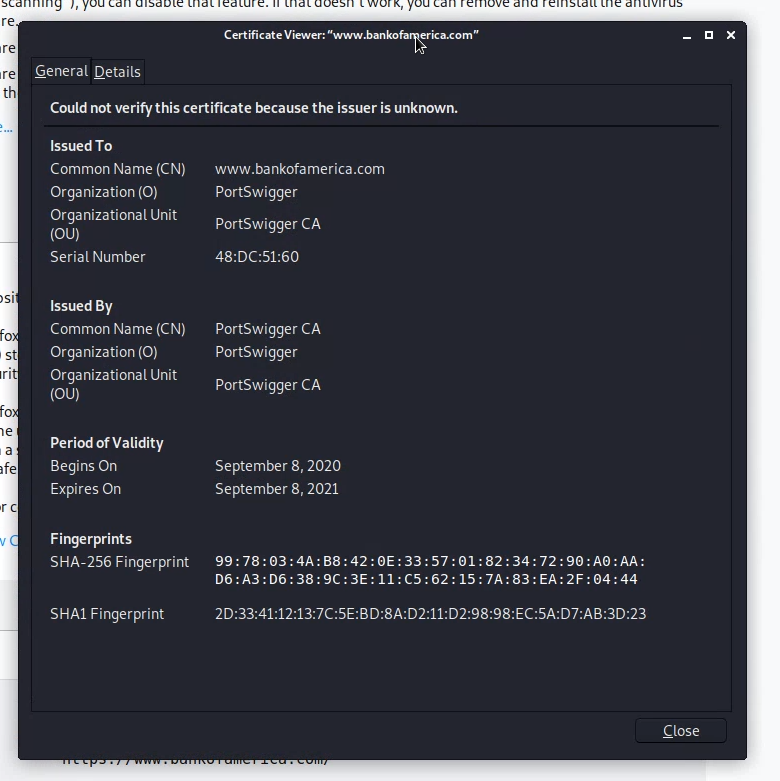 scanning"), you can disable that feature. If that doesn't work, you can remove and reinstall the antivirus
re.
Certificate Viewer: “www.bankofamerica.com”
General Details
Could not verify this certificate because the issuer is unknown.
Issued To
Common Name (CN) www.bankofamerica.com
Organization (O) PortSwigger
Organizational Unit (OU) PortSwigger CA
Serial Number 48:DC:51:60
Issued By
Common Name (CN) PortSwigger CA
Organization (O) PortSwigger
Organizational Unit (OU) PortSwigger CA
Period of Validity
Begins On September 8, 2020
Expires On September 8, 2021
Fingerprints
SHA-256 Fingerprint 99:78:03:4A:B8:42:0E:33:57:01:82:34:72:90:A0:AA:
D6:A3:D6:38:9C:3E:11:C5:62:15:7A:83:EA:2F:04:44
SHA1 Fingerprint 2D:33:41:12:13:7C:5E:BD:8A:D2:11:D2:98:98:EC:5A:D7:AB:3D:23
Close
https://www.bankofamerica.com/